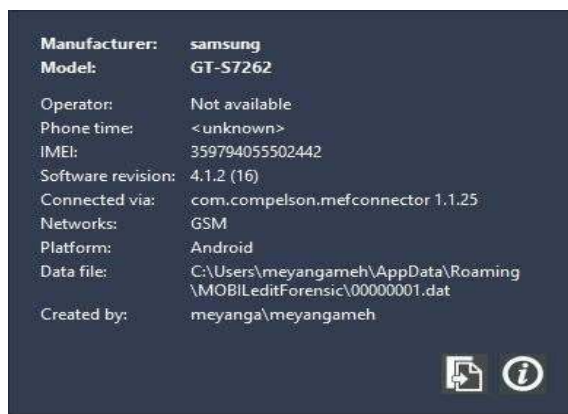 Manufacturer: samsung
Model: GT-S7262
Operator: Not available
Phone time: <unknown>
IMEI: 359794055502442
Software revision: 4.1.2 (16)
Connected via: com.compelson.mefconnector 1.1.25
Networks: GSM
Platform: Android
Data file: C:\Users\meyangameh\AppData\Roaming
\MOBILeditForensic\00000001.dat
Created by: meyanga\meyangameh